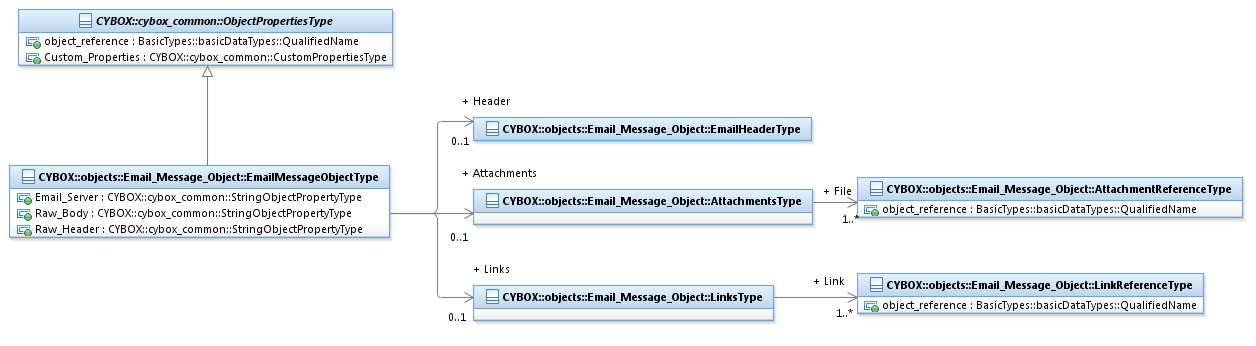 CYBOX::cybox_common::ObjectPropertiesType
object_reference : BasicTypes::basicDataTypes::QualifiedName
Custom_Properties : CYBOX::cybox_common::CustomPropertiesType
+ Header
0..1
CYBOX::objects::Email_Message_Object::EmailHeaderType
CYBOX::objects::Email_Message_Object::EmailMessageObjectType
Email_Server : CYBOX::cybox_common::StringObjectPropertyType
Raw_Body : CYBOX::cybox_common::StringObjectPropertyType
Raw_Header : CYBOX::cybox_common::StringObjectPropertyType
+ Attachments
0..1
CYBOX::objects::Email_Message_Object::AttachmentsType
+ File
1..*
CYBOX::objects::Email_Message_Object::AttachmentReferenceType
object_reference : BasicTypes::basicDataTypes::QualifiedName
+ Links
0..1
CYBOX::objects::Email_Message_Object::LinksType
+ Link
1..*
CYBOX::objects::Email_Message_Object::LinkReferenceType
object_reference : BasicTypes::basicDataTypes::QualifiedName